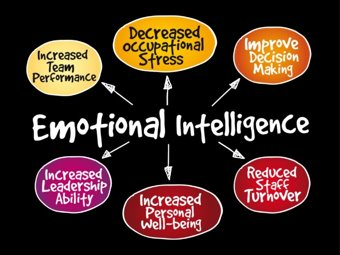 Decreased
Occupational
Stress
Increased
Team
Performance
Improve
Decision
Making
Emotional Intelligence
Increased
Leadership
Ability
Increased
Personal
Well-being
Reduced
Staff
Turnover